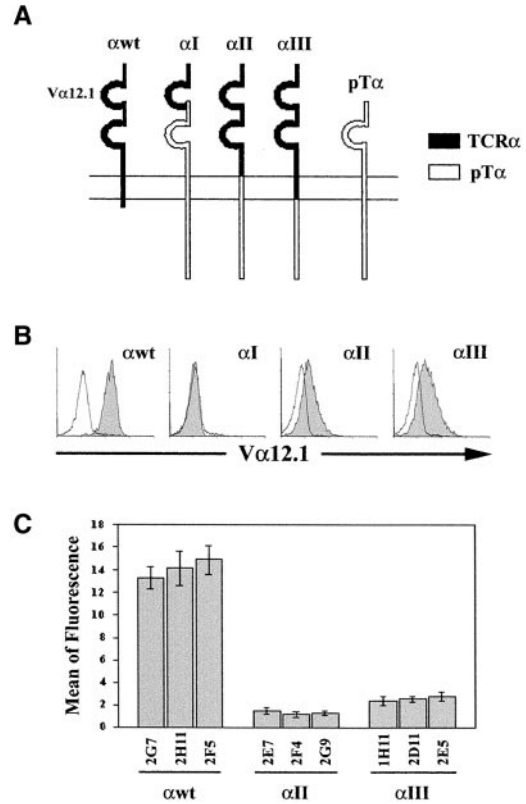 A
αwt αI αII αIII
pTα
Vα12.1
TCRα
pTα
B
αwt αI αII αIII
Vα12.1
C
Mean of Fluorescence
18
16
14
12
10
8
6
4
2
0
2G7 2H11 2F5 2E7 2F4 2G9 1H11 2D11 2E5
αwt αII αIII